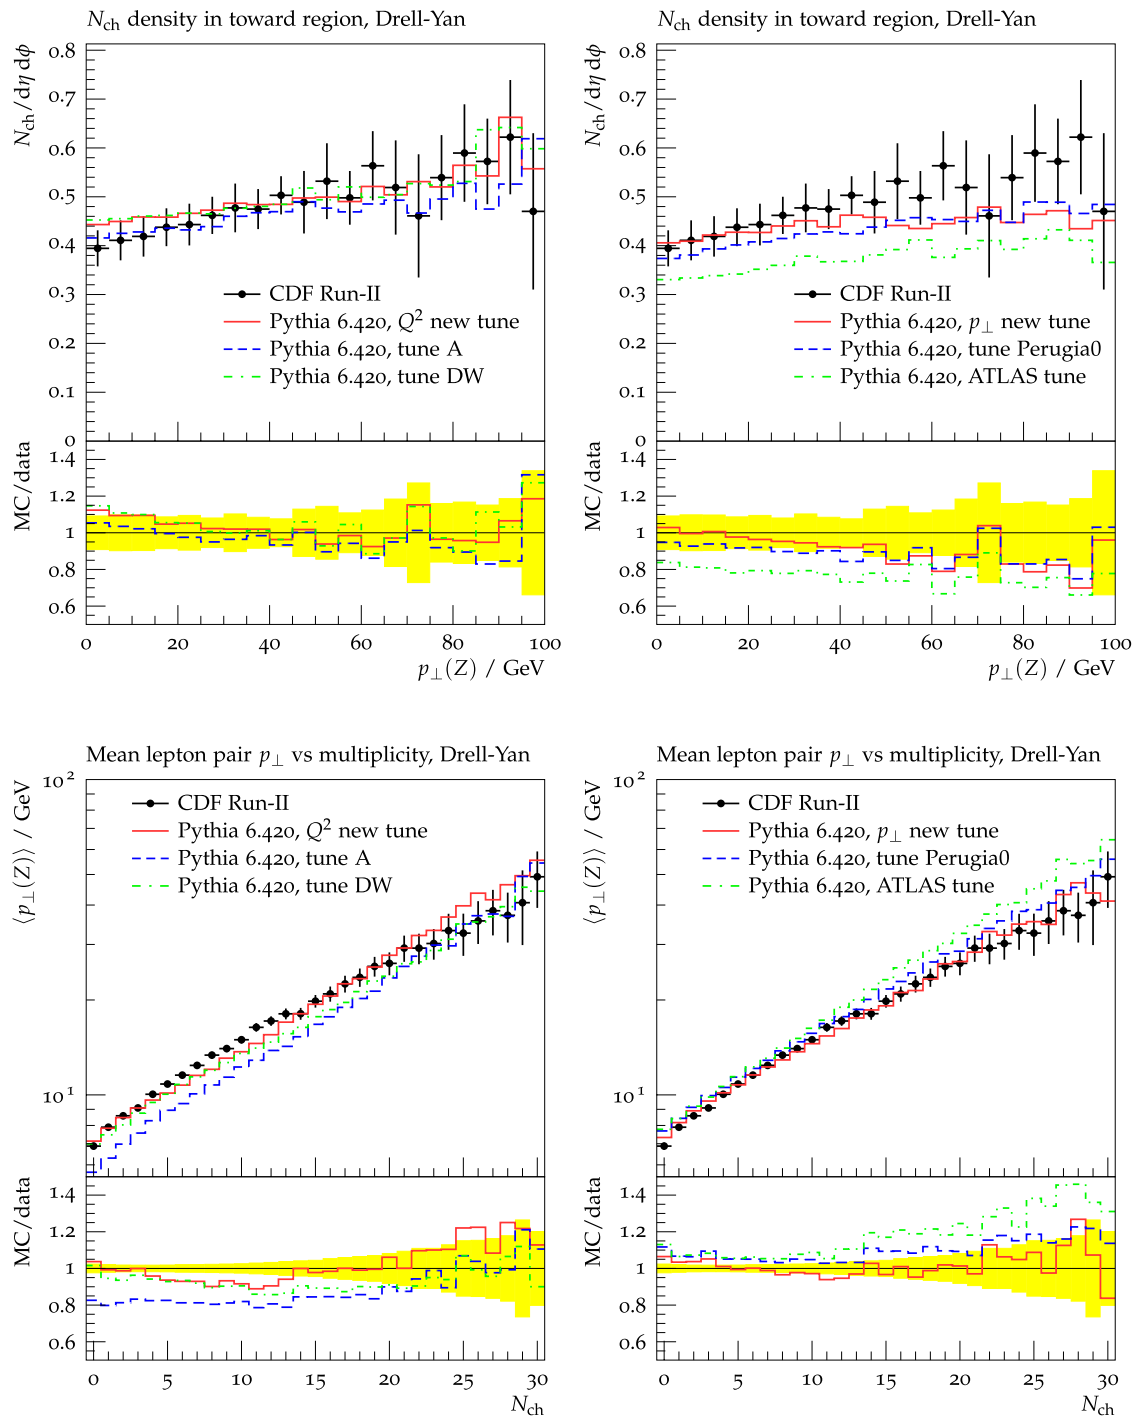 N_ch density in toward region, Drell-Yan
N_ch/dη dϕ
0.8
0.7
0.6
0.5
0.4
0.3
0.2
0.1
0
CDF Run-II
Pythia 6.420, Q² new tune
Pythia 6.420, tune A
Pythia 6.420, tune DW
MC/data
1.4
1.2
1
0.8
0.6
0 20 40 60 80 100
p⊥(Z) / GeV
N_ch density in toward region, Drell-Yan
N_ch/dη dϕ
0.8
0.7
0.6
0.5
0.4
0.3
0.2
0.1
0
CDF Run-II
Pythia 6.420, p⊥ new tune
Pythia 6.420, tune Perugia0
Pythia 6.420, ATLAS tune
MC/data
1.4
1.2
1
0.8
0.6
0 20 40 60 80 100
p⊥(Z) / GeV
Mean lepton pair p⊥ vs multiplicity, Drell-Yan
⟨p⊥(Z)⟩ / GeV
10²
10¹
CDF Run-II
Pythia 6.420, Q² new tune
Pythia 6.420, tune A
Pythia 6.420, tune DW
MC/data
1.4
1.2
1
0.8
0.6
0 5 10 15 20 25 30
N_ch
Mean lepton pair p⊥ vs multiplicity, Drell-Yan
⟨p⊥(Z)⟩ / GeV
10²
10¹
CDF Run-II
Pythia 6.420, p⊥ new tune
Pythia 6.420, tune Perugia0
Pythia 6.420, ATLAS tune
MC/data
1.4
1.2
1
0.8
0.6
0 5 10 15 20 25 30
N_ch